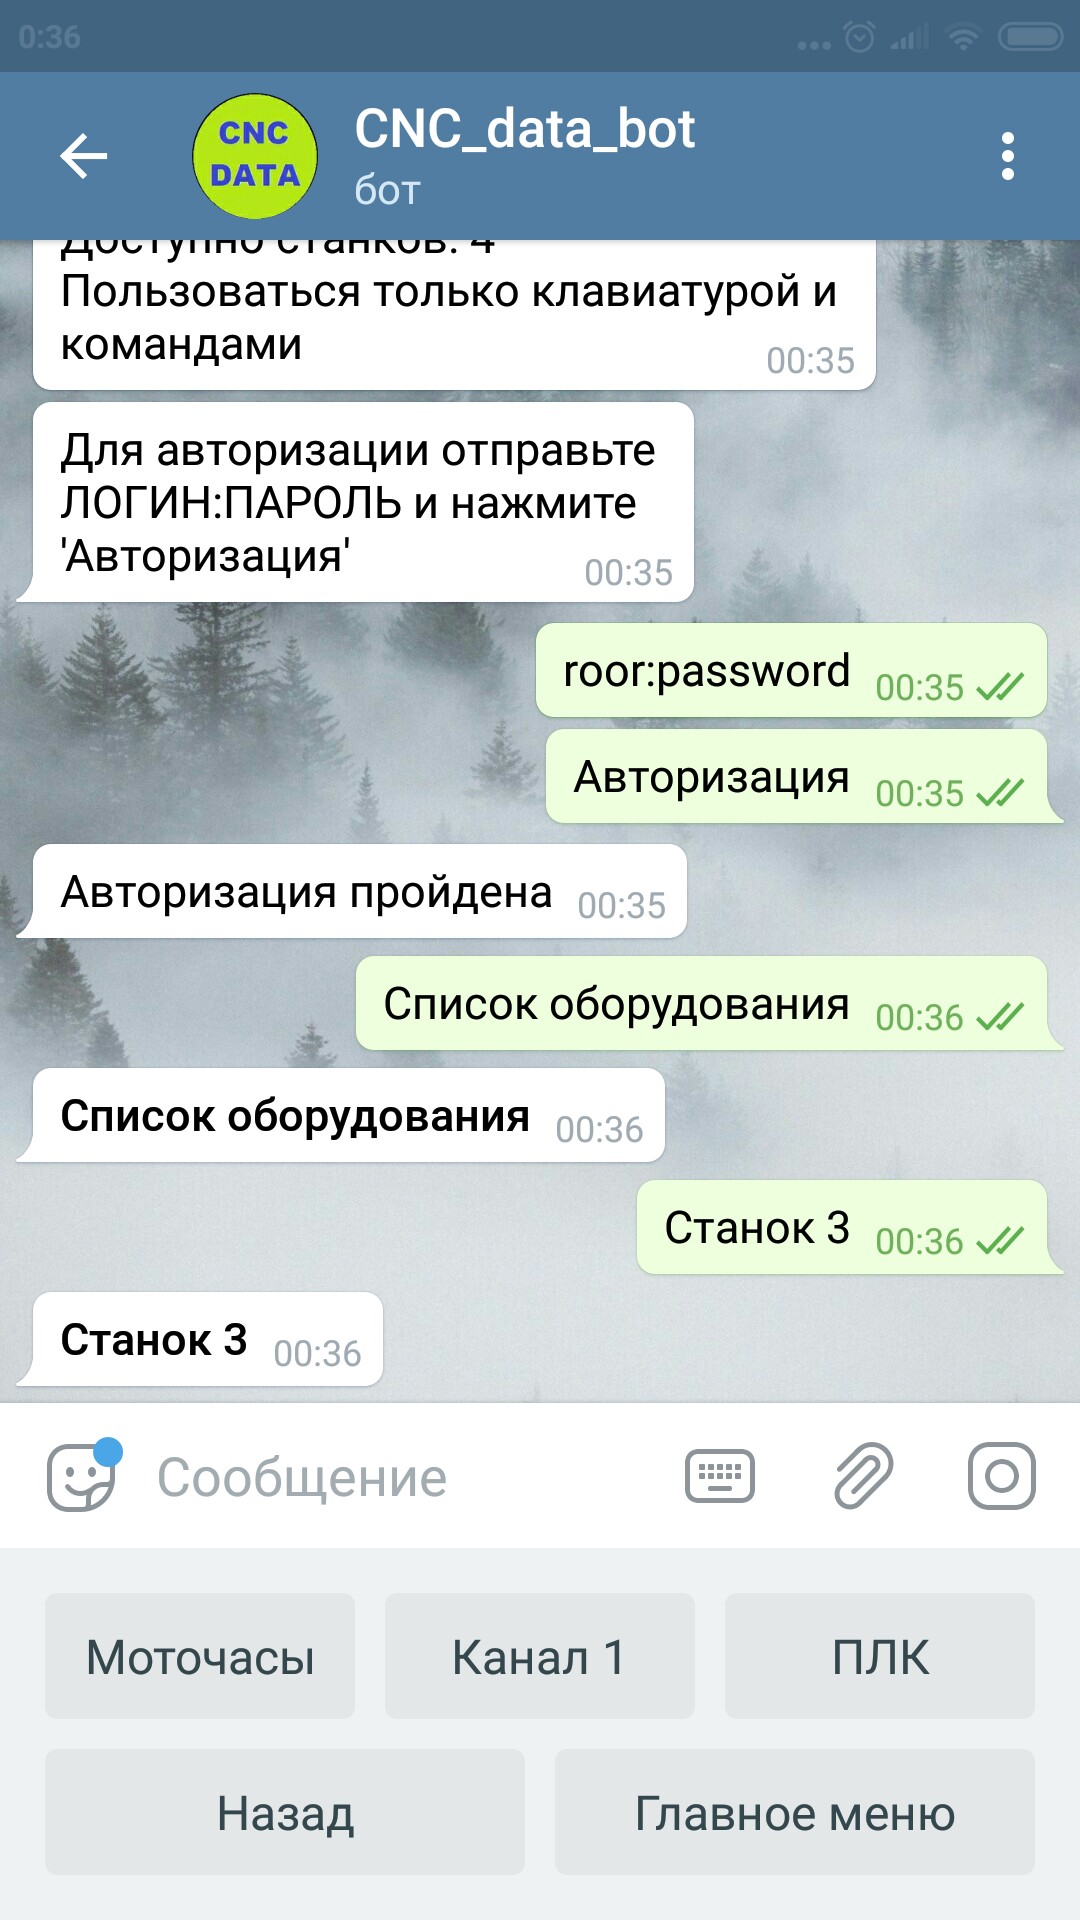 0:36
CNC
DATA
CNC_data_bot
бот
Доступно станков: 4
Пользоваться только клавиатурой и
командами
00:35
Для авторизации отправьте
ЛОГИН:ПАРОЛЬ и нажмите
'Авторизация'
00:35
roor:password 00:35
Авторизация 00:35
Авторизация пройдена 00:35
Список оборудования 00:36
Список оборудования 00:36
Станок 3 00:36
Станок 3 00:36
Сообщение
Моточасы Канал 1 ПЛК
Назад Главное меню